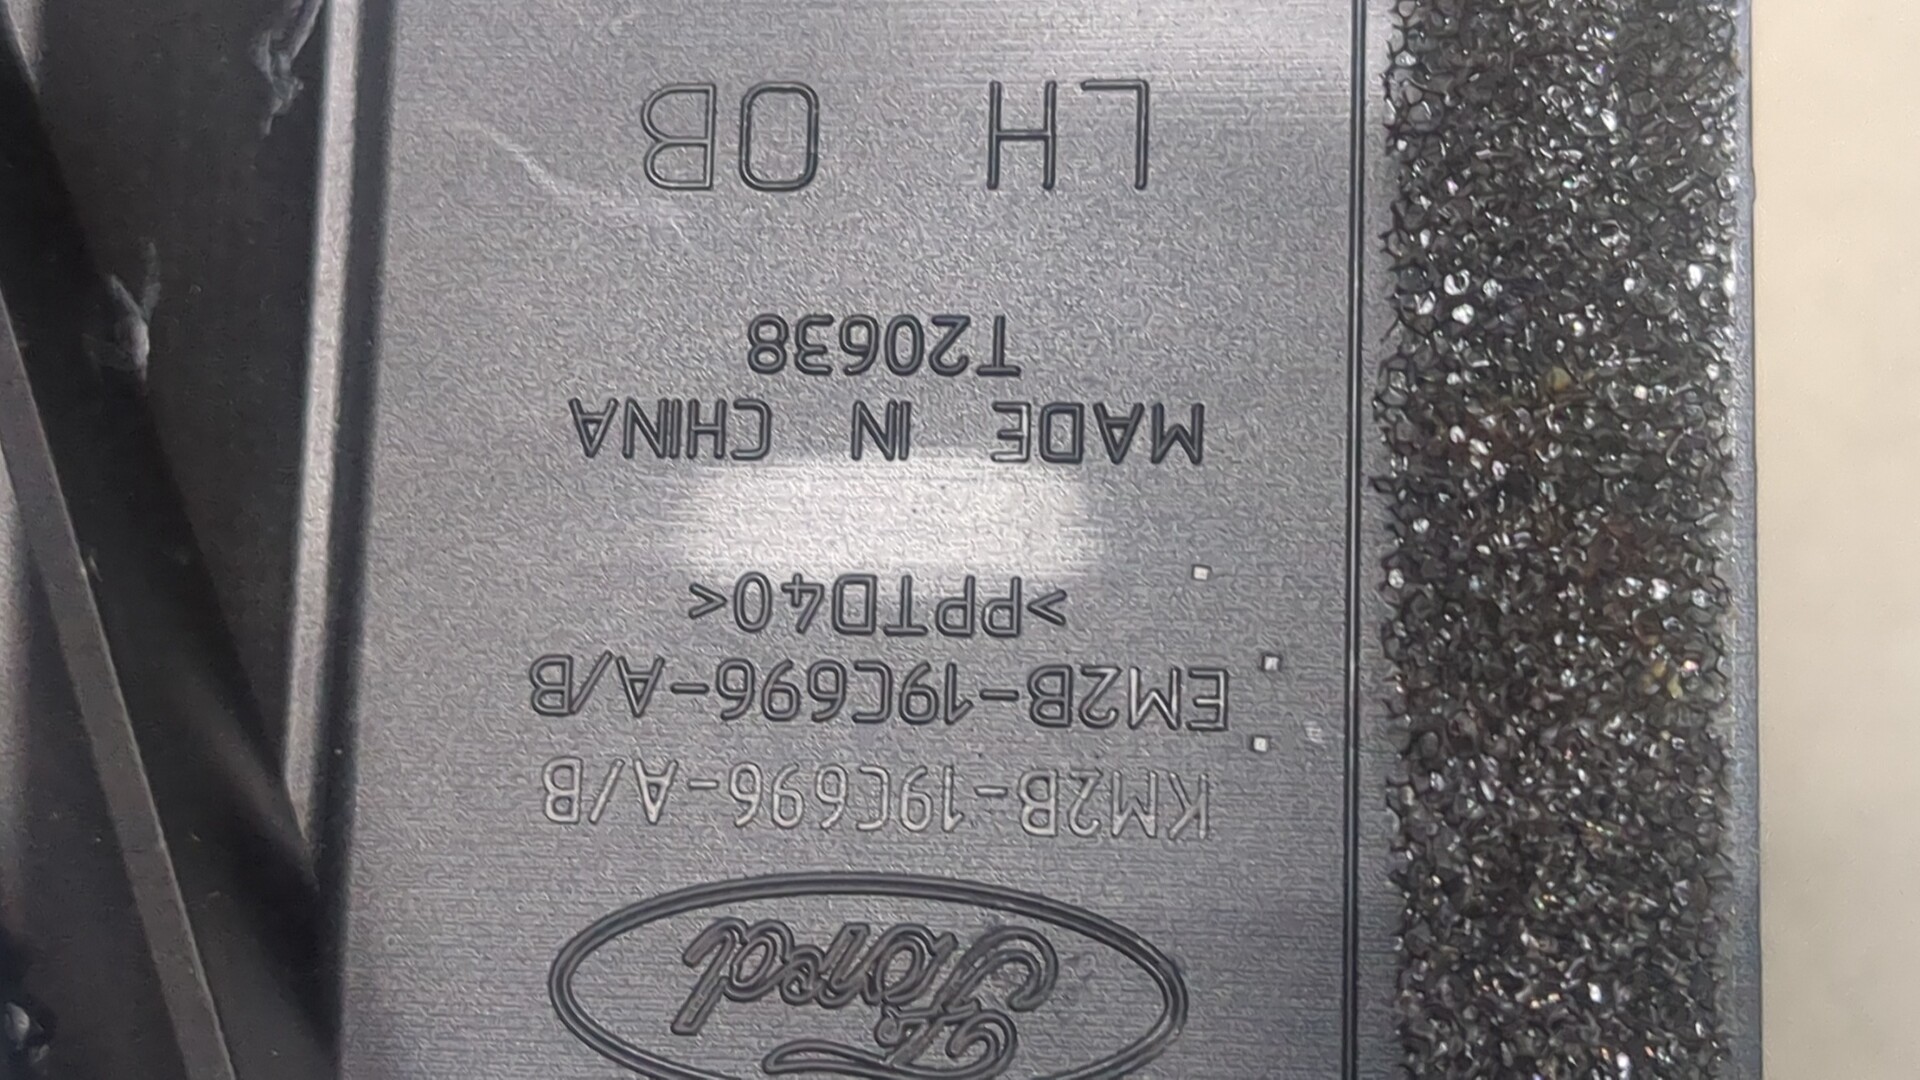 Ford
KM2B-19C696-A/B
EM2B-19C696-A/B
>PPTD40<
MADE IN CHINA
T20638
LH OB